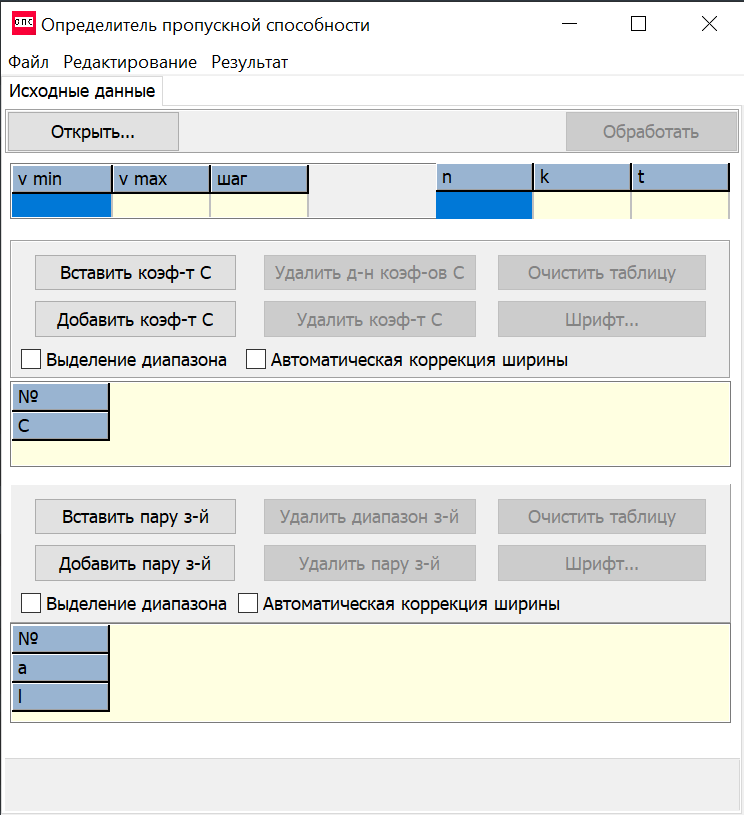 опс Определитель пропускной способности
Файл Редактирование Результат
Исходные данные
Открыть... Обработать
v min v max шаг n k t
Вставить коэф-т С Удалить д-н коэф-ов С Очистить таблицу
Добавить коэф-т С Удалить коэф-т С Шрифт...
Выделение диапазона Автоматическая коррекция ширины
№
С
Вставить пару з-й Удалить диапазон з-й Очистить таблицу
Добавить пару з-й Удалить пару з-й Шрифт...
Выделение диапазона Автоматическая коррекция ширины
№
a
l